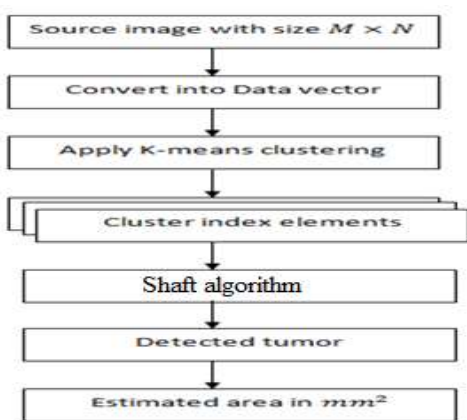 Source image with size M × N
Convert into Data vector
Apply K-means clustering
Cluster index elements
Shaft algorithm
Detected tumor
Estimated area in mm²